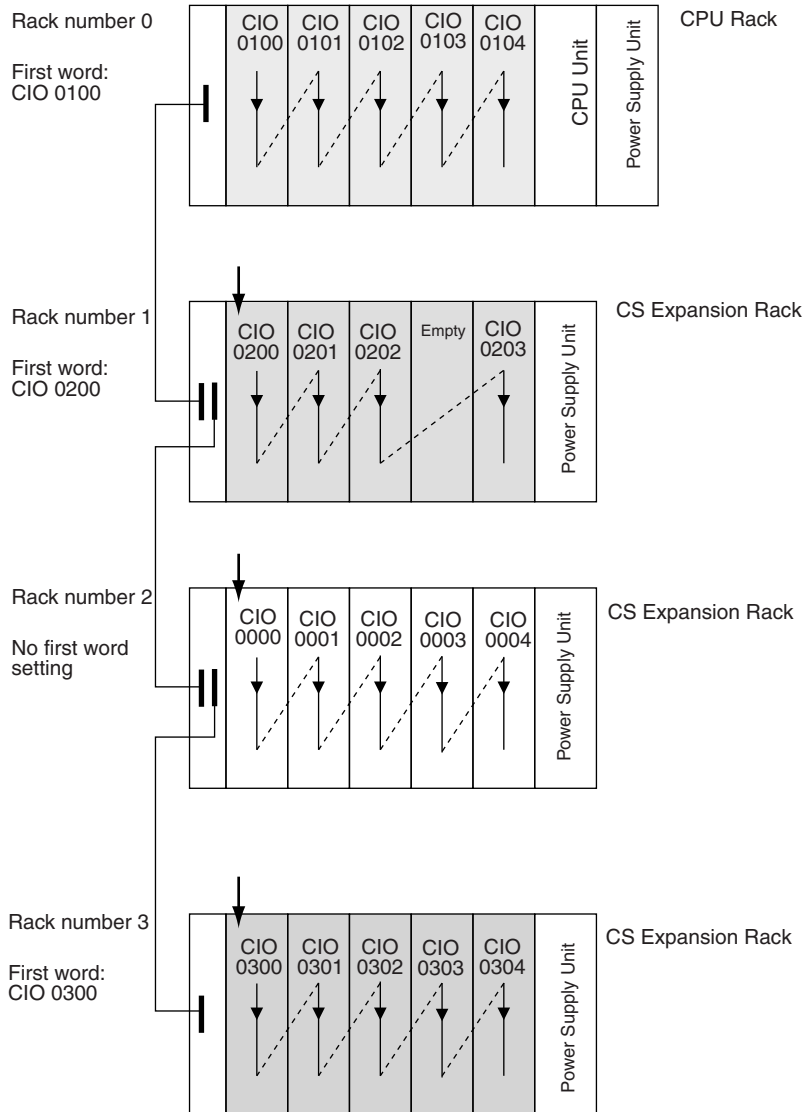 Rack number 0
First word:
CIO 0100
CIO
0100
CIO
0101
CIO
0102
CIO
0103
CIO
0104
CPU Unit
Power Supply Unit
CPU Rack
Rack number 1
First word:
CIO 0200
CIO
0200
CIO
0201
CIO
0202
Empty
CIO
0203
Power Supply Unit
CS Expansion Rack
Rack number 2
No first word
setting
CIO
0000
CIO
0001
CIO
0002
CIO
0003
CIO
0004
Power Supply Unit
CS Expansion Rack
Rack number 3
First word:
CIO 0300
CIO
0300
CIO
0301
CIO
0302
CIO
0303
CIO
0304
Power Supply Unit
CS Expansion Rack